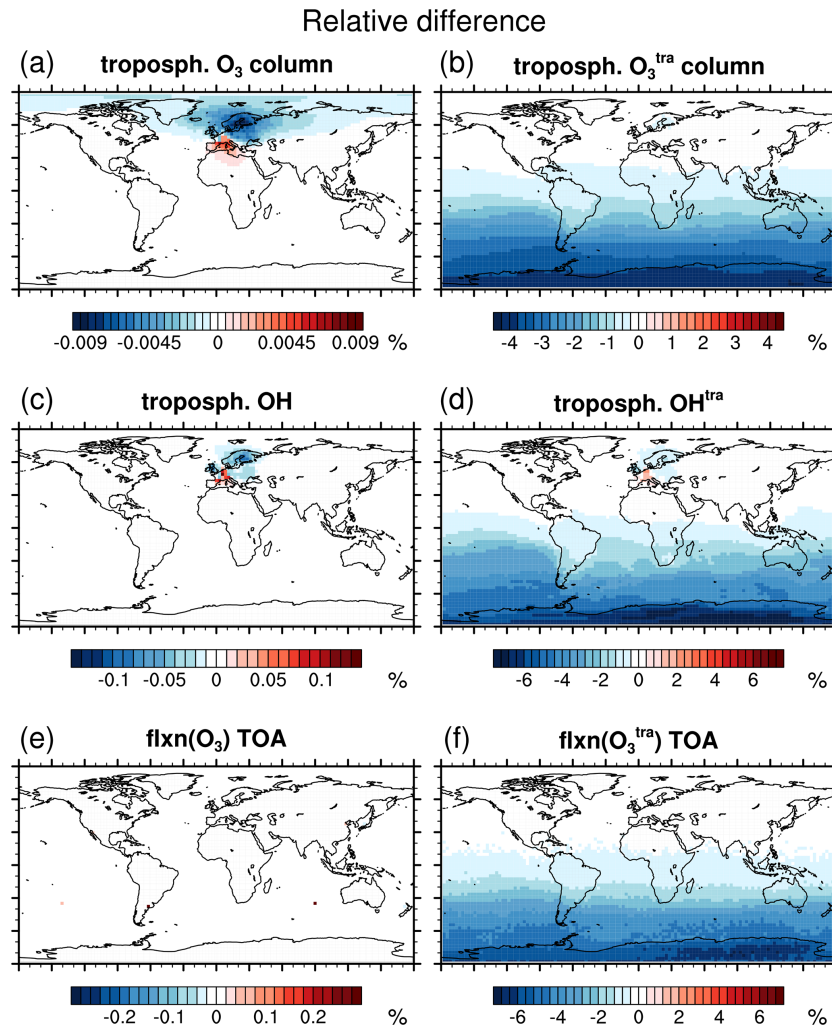 Relative difference
(a) troposph. O₃ column
(b) troposph. O₃ᵗʳᵃ column
-0.009 -0.0045 0 0.0045 0.009 %
-4 -3 -2 -1 0 1 2 3 4 %
(c) troposph. OH
(d) troposph. OHᵗʳᵃ
-0.1 -0.05 0 0.05 0.1 %
-6 -4 -2 0 2 4 6 %
(e) flxn(O₃) TOA
(f) flxn(O₃ᵗʳᵃ) TOA
-0.2 -0.1 0 0.1 0.2 %
-6 -4 -2 0 2 4 6 %